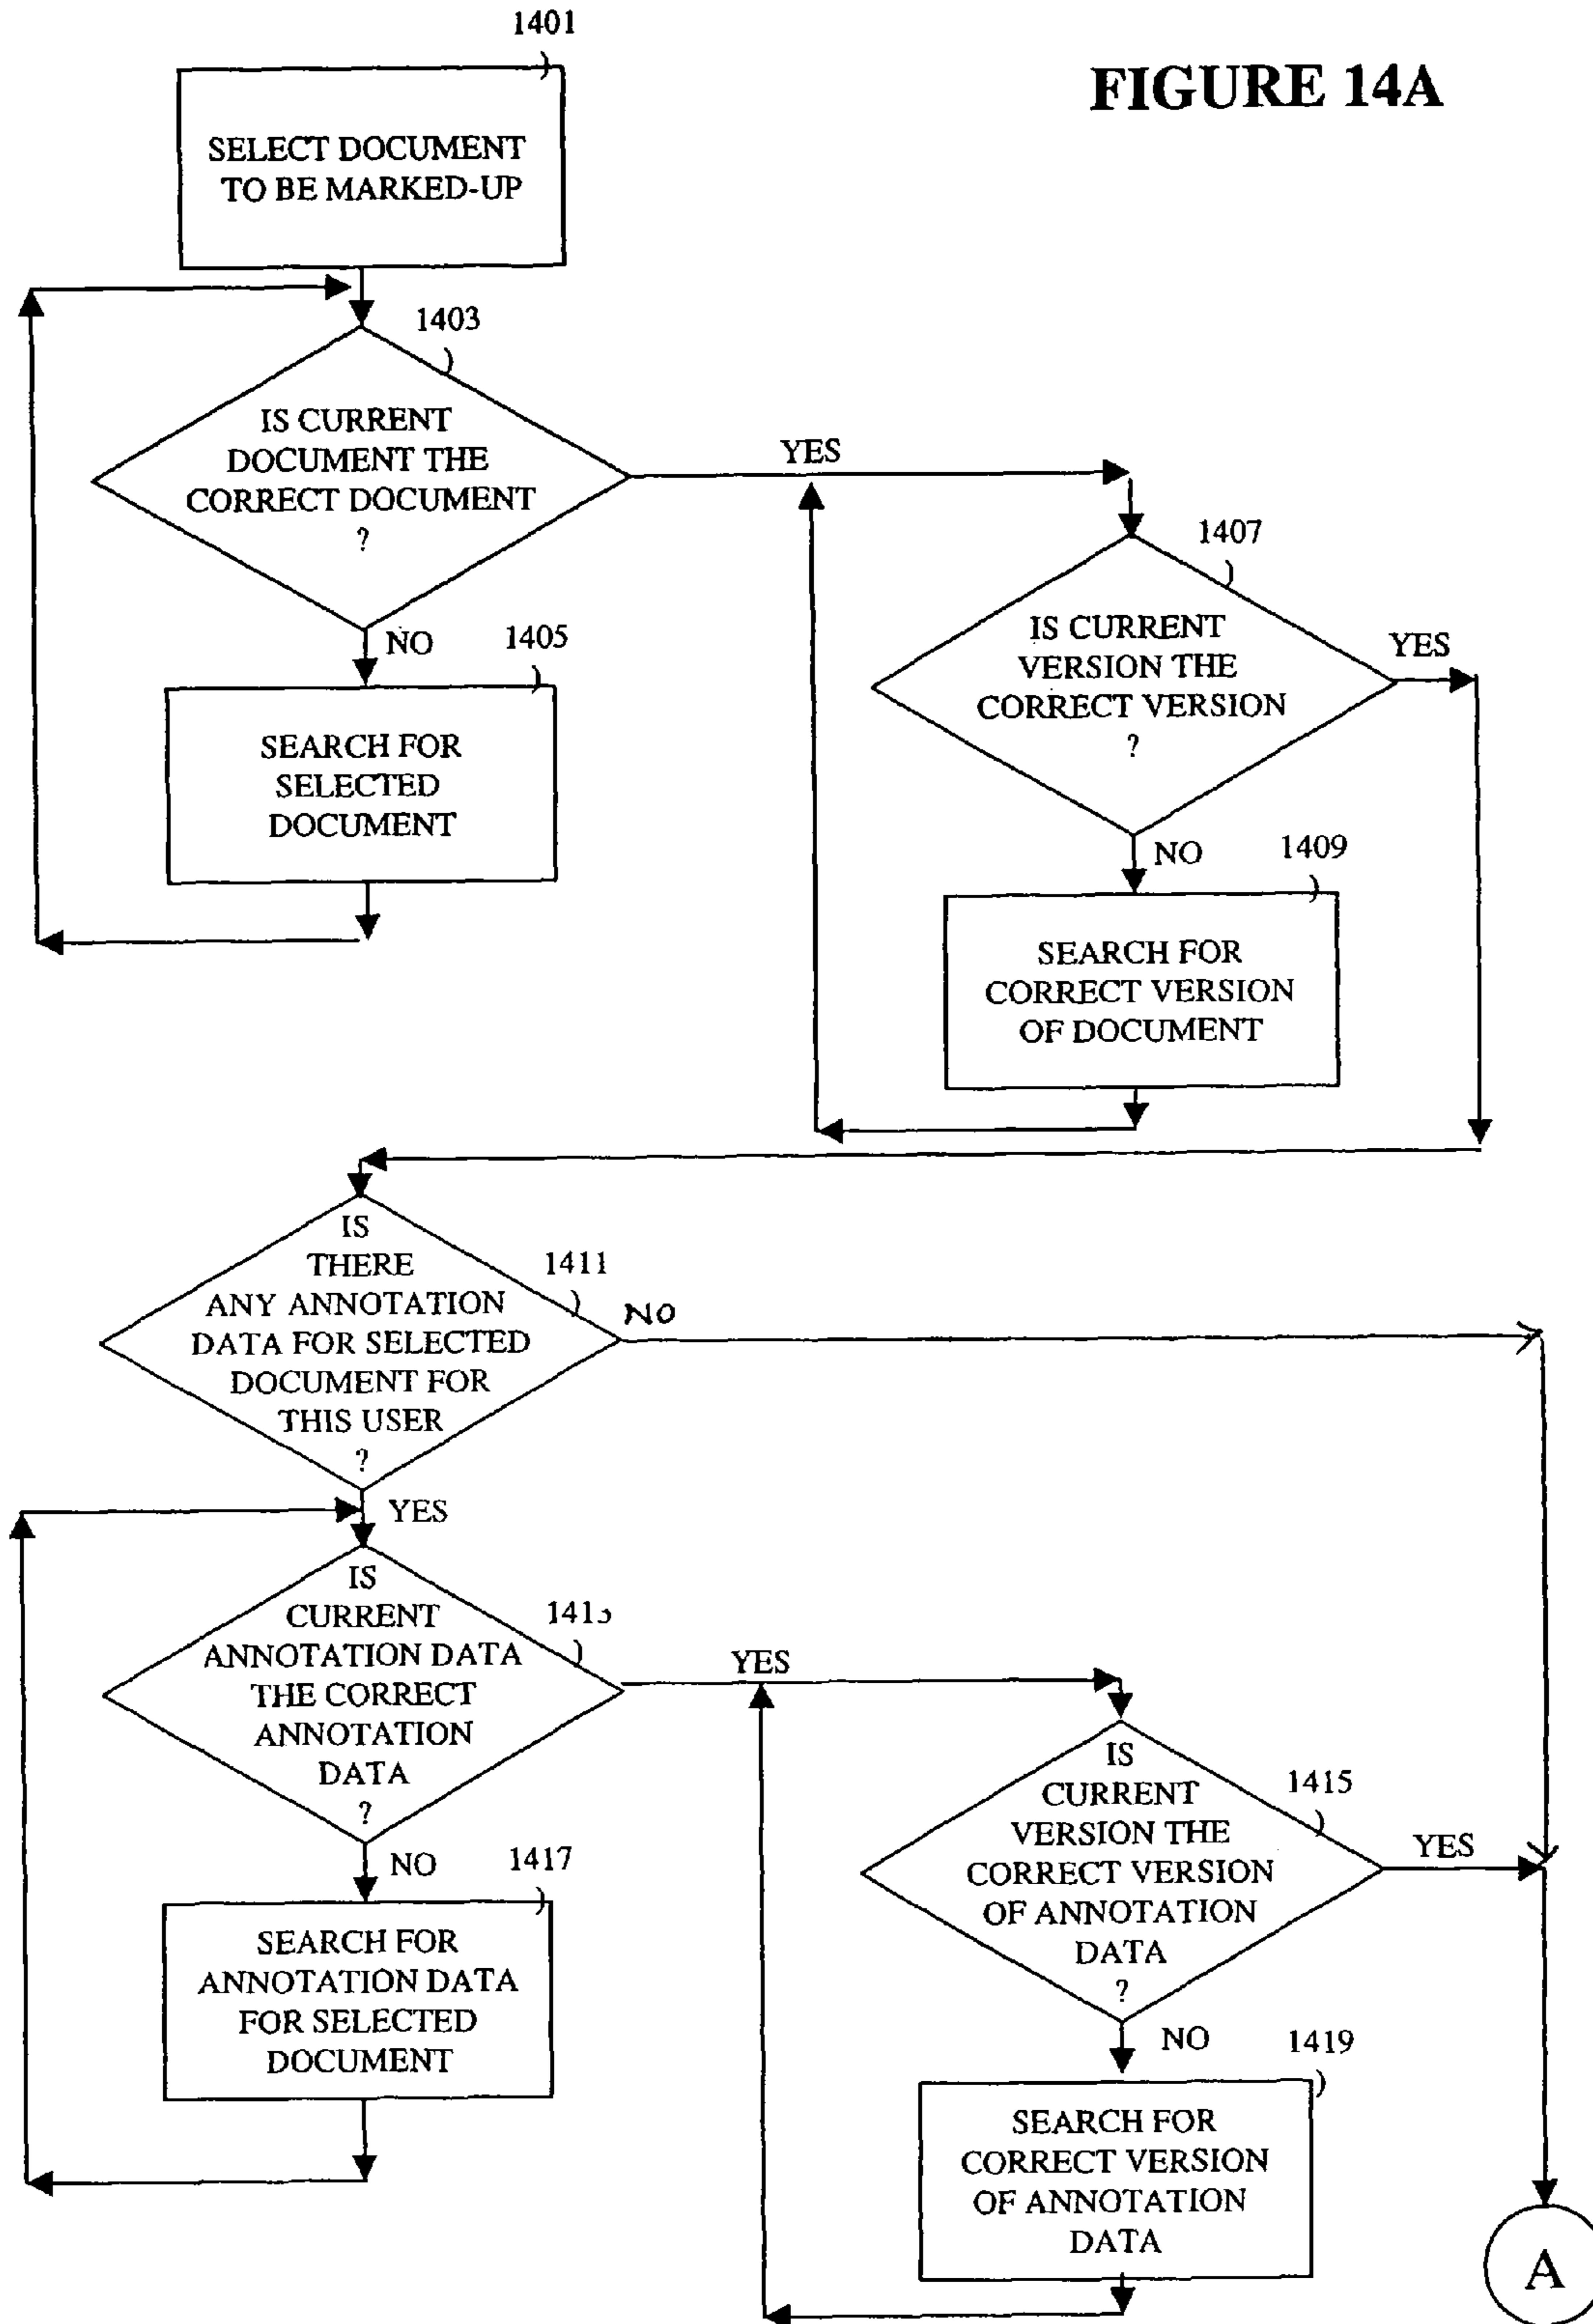 1401
FIGURE 14A
SELECT DOCUMENT
TO BE MARKED-UP
1403
IS CURRENT
DOCUMENT THE
CORRECT DOCUMENT
?
YES
NO
1405
SEARCH FOR
SELECTED
DOCUMENT
1407
IS CURRENT
VERSION THE
CORRECT VERSION
?
YES
NO
1409
SEARCH FOR
CORRECT VERSION
OF DOCUMENT
IS
THERE
ANY ANNOTATION
DATA FOR SELECTED
DOCUMENT FOR
THIS USER
?
1411
NO
YES
IS
CURRENT
ANNOTATION DATA
THE CORRECT
ANNOTATION
DATA
?
1413
YES
NO
1417
SEARCH FOR
ANNOTATION DATA
FOR SELECTED
DOCUMENT
IS
CURRENT
VERSION THE
CORRECT VERSION
OF ANNOTATION
DATA
?
1415
YES
NO
1419
SEARCH FOR
CORRECT VERSION
OF ANNOTATION
DATA
A